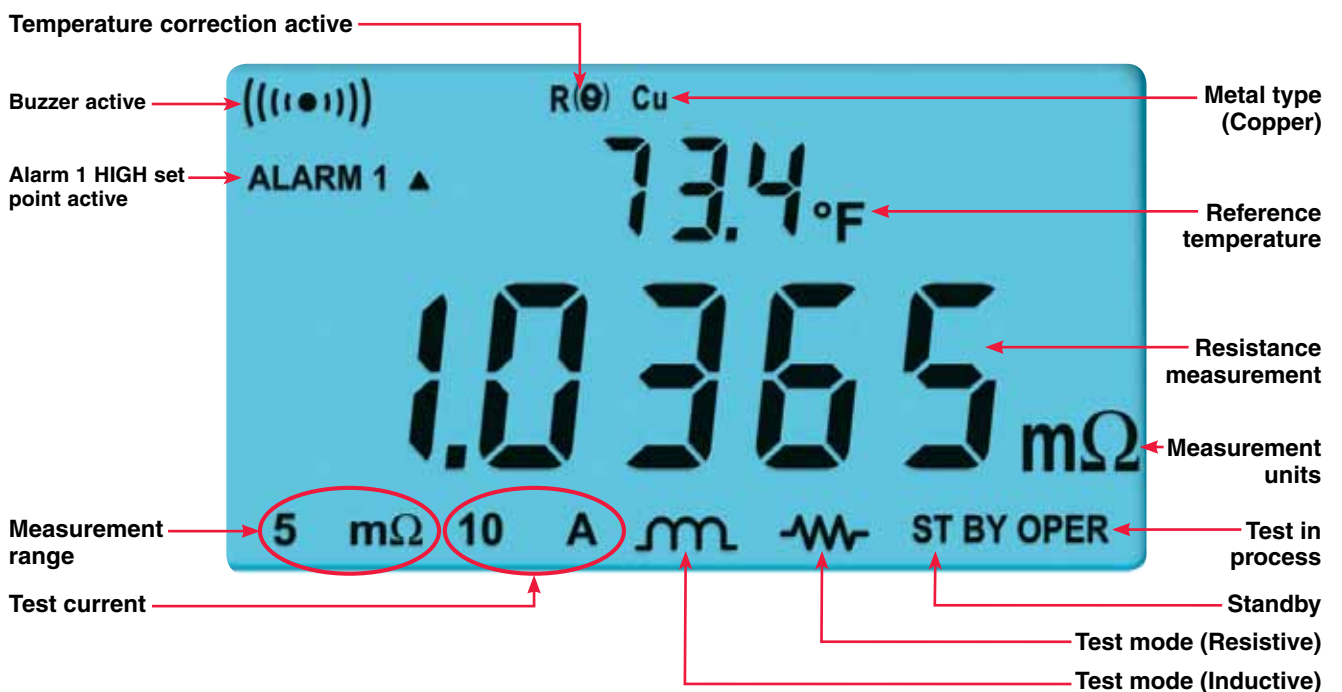 Temperature correction active
Buzzer active
R(Θ) Cu
Metal type
(Copper)
Alarm 1 HIGH set
point active
ALARM 1 ▲
73.4 °F
Reference
temperature
1.0365 mΩ
Resistance
measurement
Measurement
units
Measurement
range
5 mΩ 10 A
ST BY OPER
Test in
process
Test current
Standby
Test mode (Resistive)
Test mode (Inductive)